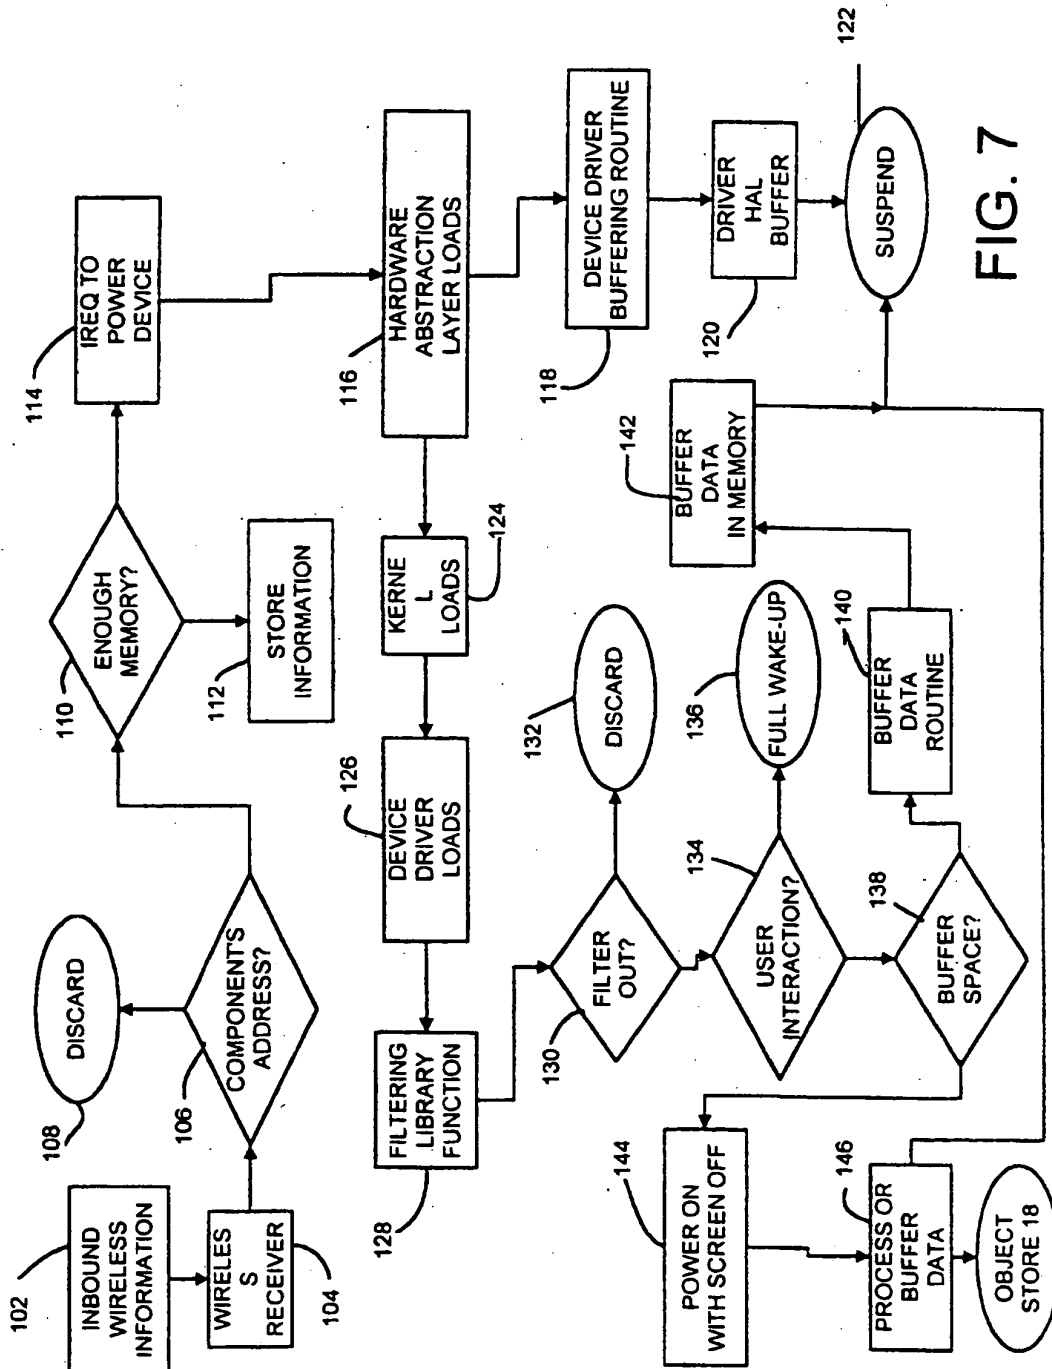 102
INBOUND
WIRELESS
INFORMATION
WIRELES
S
RECEIVER
104
108
DISCARD
106
COMPONENTS
ADDRESS?
110
ENOUGH
MEMORY?
112
STORE
INFORMATION
114
IREQ TO
POWER
DEVICE
116
HARDWARE
ABSTRACTION
LAYER LOADS
KERNE
L
LOADS
124
126
DEVICE
DRIVER
LOADS
FILTERING
LIBRARY
FUNCTION
128
118
DEVICE DRIVER
BUFFERING ROUTINE
120
DRIVER
HAL
BUFFER
122
SUSPEND
130
FILTER
OUT?
132
DISCARD
134
USER
INTERACTION?
136
FULL WAKE-UP
138
BUFFER
SPACE?
140
BUFFER
DATA
ROUTINE
142
BUFFER
DATA
IN MEMORY
144
POWER ON
WITH SCREEN OFF
146
PROCESS OR
BUFFER
DATA
OBJECT
STORE 18
FIG. 7